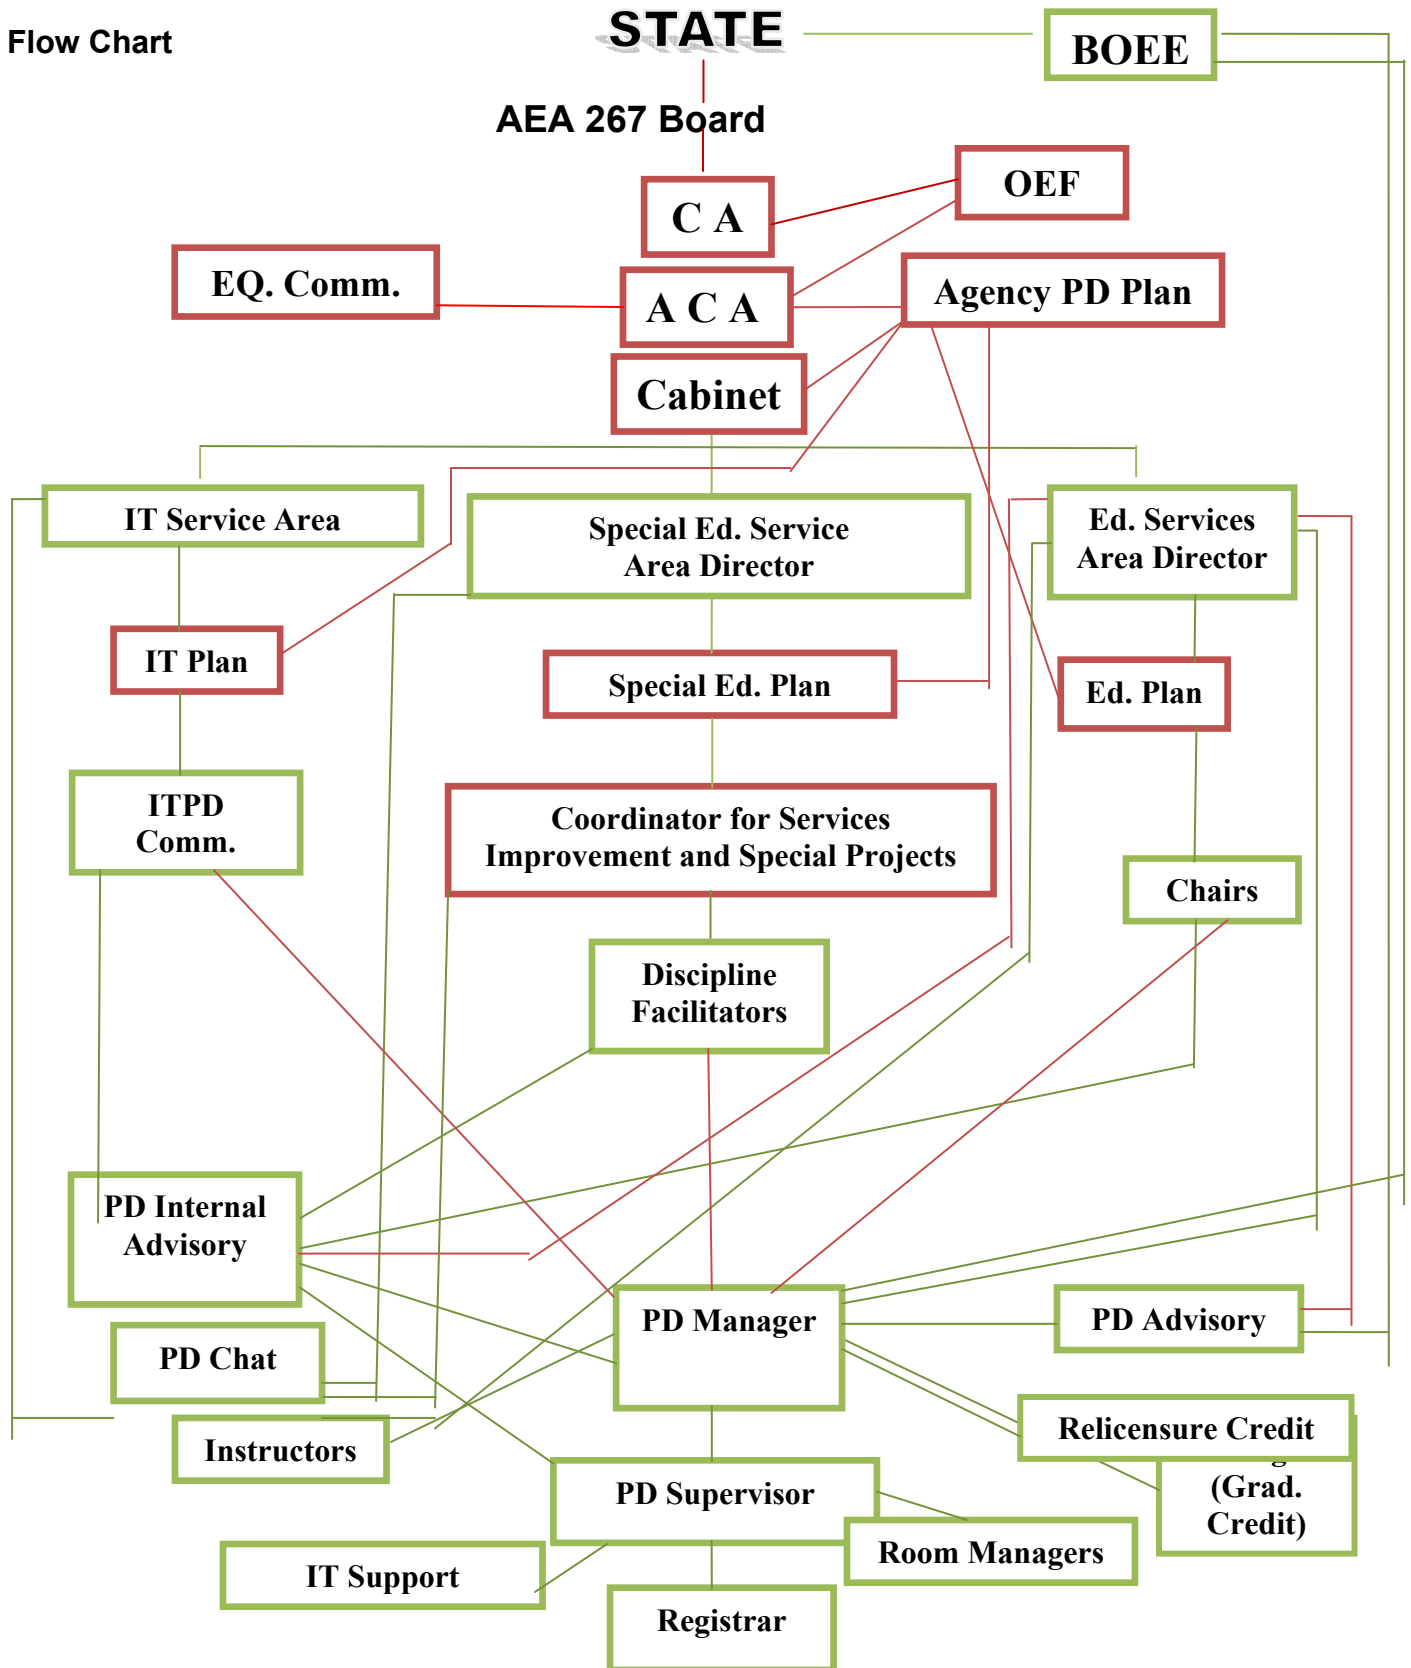 STATE
Flow Chart
BOEE
AEA 267 Board
OEF
C A
EQ. Comm.
A C A
Agency PD Plan
Cabinet
IT Service Area
Special Ed. Service
Area Director
Ed. Services
Area Director
IT Plan
Special Ed. Plan
Ed. Plan
ITPD
Comm.
Coordinator for Services
Improvement and Special Projects
Chairs
Discipline
Facilitators
PD Internal
Advisory
PD Manager
PD Advisory
PD Chat
Relicensure Credit
Instructors
(Grad.
Credit)
PD Supervisor
Room Managers
IT Support
Registrar